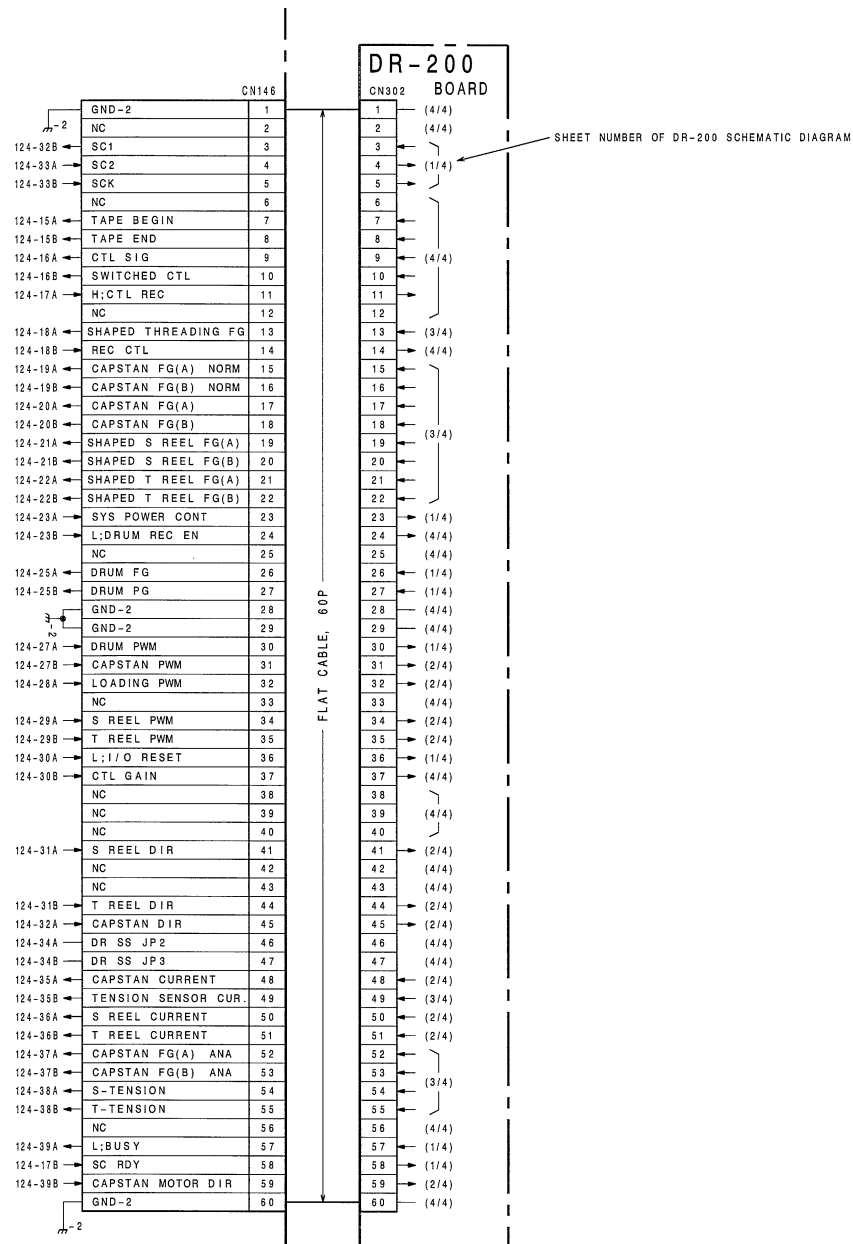 DR-200
BOARD
CN146
CN302
GND-2 1 1 (4/4)
-2
NC 2 2 (4/4)
124-32B SC1 3 3
SHEET NUMBER OF DR-200 SCHEMATIC DIAGRAM
124-33A SC2 4 4 (1/4)
124-33B SCK 5 5
NC 6 6
124-15A TAPE BEGIN 7 7
124-15B TAPE END 8 8
124-16A CTL SIG 9 9 (4/4)
124-16B SWITCHED CTL 10 10
124-17A H;CTL REC 11 11
NC 12 12
124-18A SHAPED THREADING FG 13 13 (3/4)
124-18B REC CTL 14 14 (4/4)
124-19A CAPSTAN FG(A) NORM 15 15
124-19B CAPSTAN FG(B) NORM 16 16
124-20A CAPSTAN FG(A) 17 17
124-20B CAPSTAN FG(B) 18 18
(3/4)
124-21A SHAPED S REEL FG(A) 19 19
124-21B SHAPED S REEL FG(B) 20 20
124-22A SHAPED T REEL FG(A) 21 21
124-22B SHAPED T REEL FG(B) 22 22
124-23A SYS POWER CONT 23 23 (1/4)
124-23B L;DRUM REC EN 24 24 (4/4)
NC 25 25 (4/4)
124-25A DRUM FG 26 26 (1/4)
124-25B DRUM PG 27 27 (1/4)
GND-2 28 28 (4/4)
-2
GND-2 29 29 (4/4)
124-27A DRUM PWM 30 30 (1/4)
124-27B CAPSTAN PWM 31 31 (2/4)
124-28A LOADING PWM 32 32 (2/4)
FLAT CABLE, 60P
NC 33 33 (4/4)
124-29A S REEL PWM 34 34 (2/4)
124-29B T REEL PWM 35 35 (2/4)
124-30A L;I/O RESET 36 36 (1/4)
124-30B CTL GAIN 37 37 (4/4)
NC 38 38
NC 39 39 (4/4)
NC 40 40
124-31A S REEL DIR 41 41 (2/4)
NC 42 42 (4/4)
NC 43 43 (4/4)
124-31B T REEL DIR 44 44 (2/4)
124-32A CAPSTAN DIR 45 45 (2/4)
124-34A DR SS JP2 46 46 (4/4)
124-34B DR SS JP3 47 47 (4/4)
124-35A CAPSTAN CURRENT 48 48 (2/4)
124-35B TENSION SENSOR CUR. 49 49 (3/4)
124-36A S REEL CURRENT 50 50 (2/4)
124-36B T REEL CURRENT 51 51 (2/4)
124-37A CAPSTAN FG(A) ANA 52 52
124-37B CAPSTAN FG(B) ANA 53 53
(3/4)
124-38A S-TENSION 54 54
124-38B T-TENSION 55 55
NC 56 56 (4/4)
124-39A L;BUSY 57 57 (1/4)
124-17B SC RDY 58 58 (1/4)
124-39B CAPSTAN MOTOR DIR 59 59 (2/4)
GND-2 60 60 (4/4)
-2